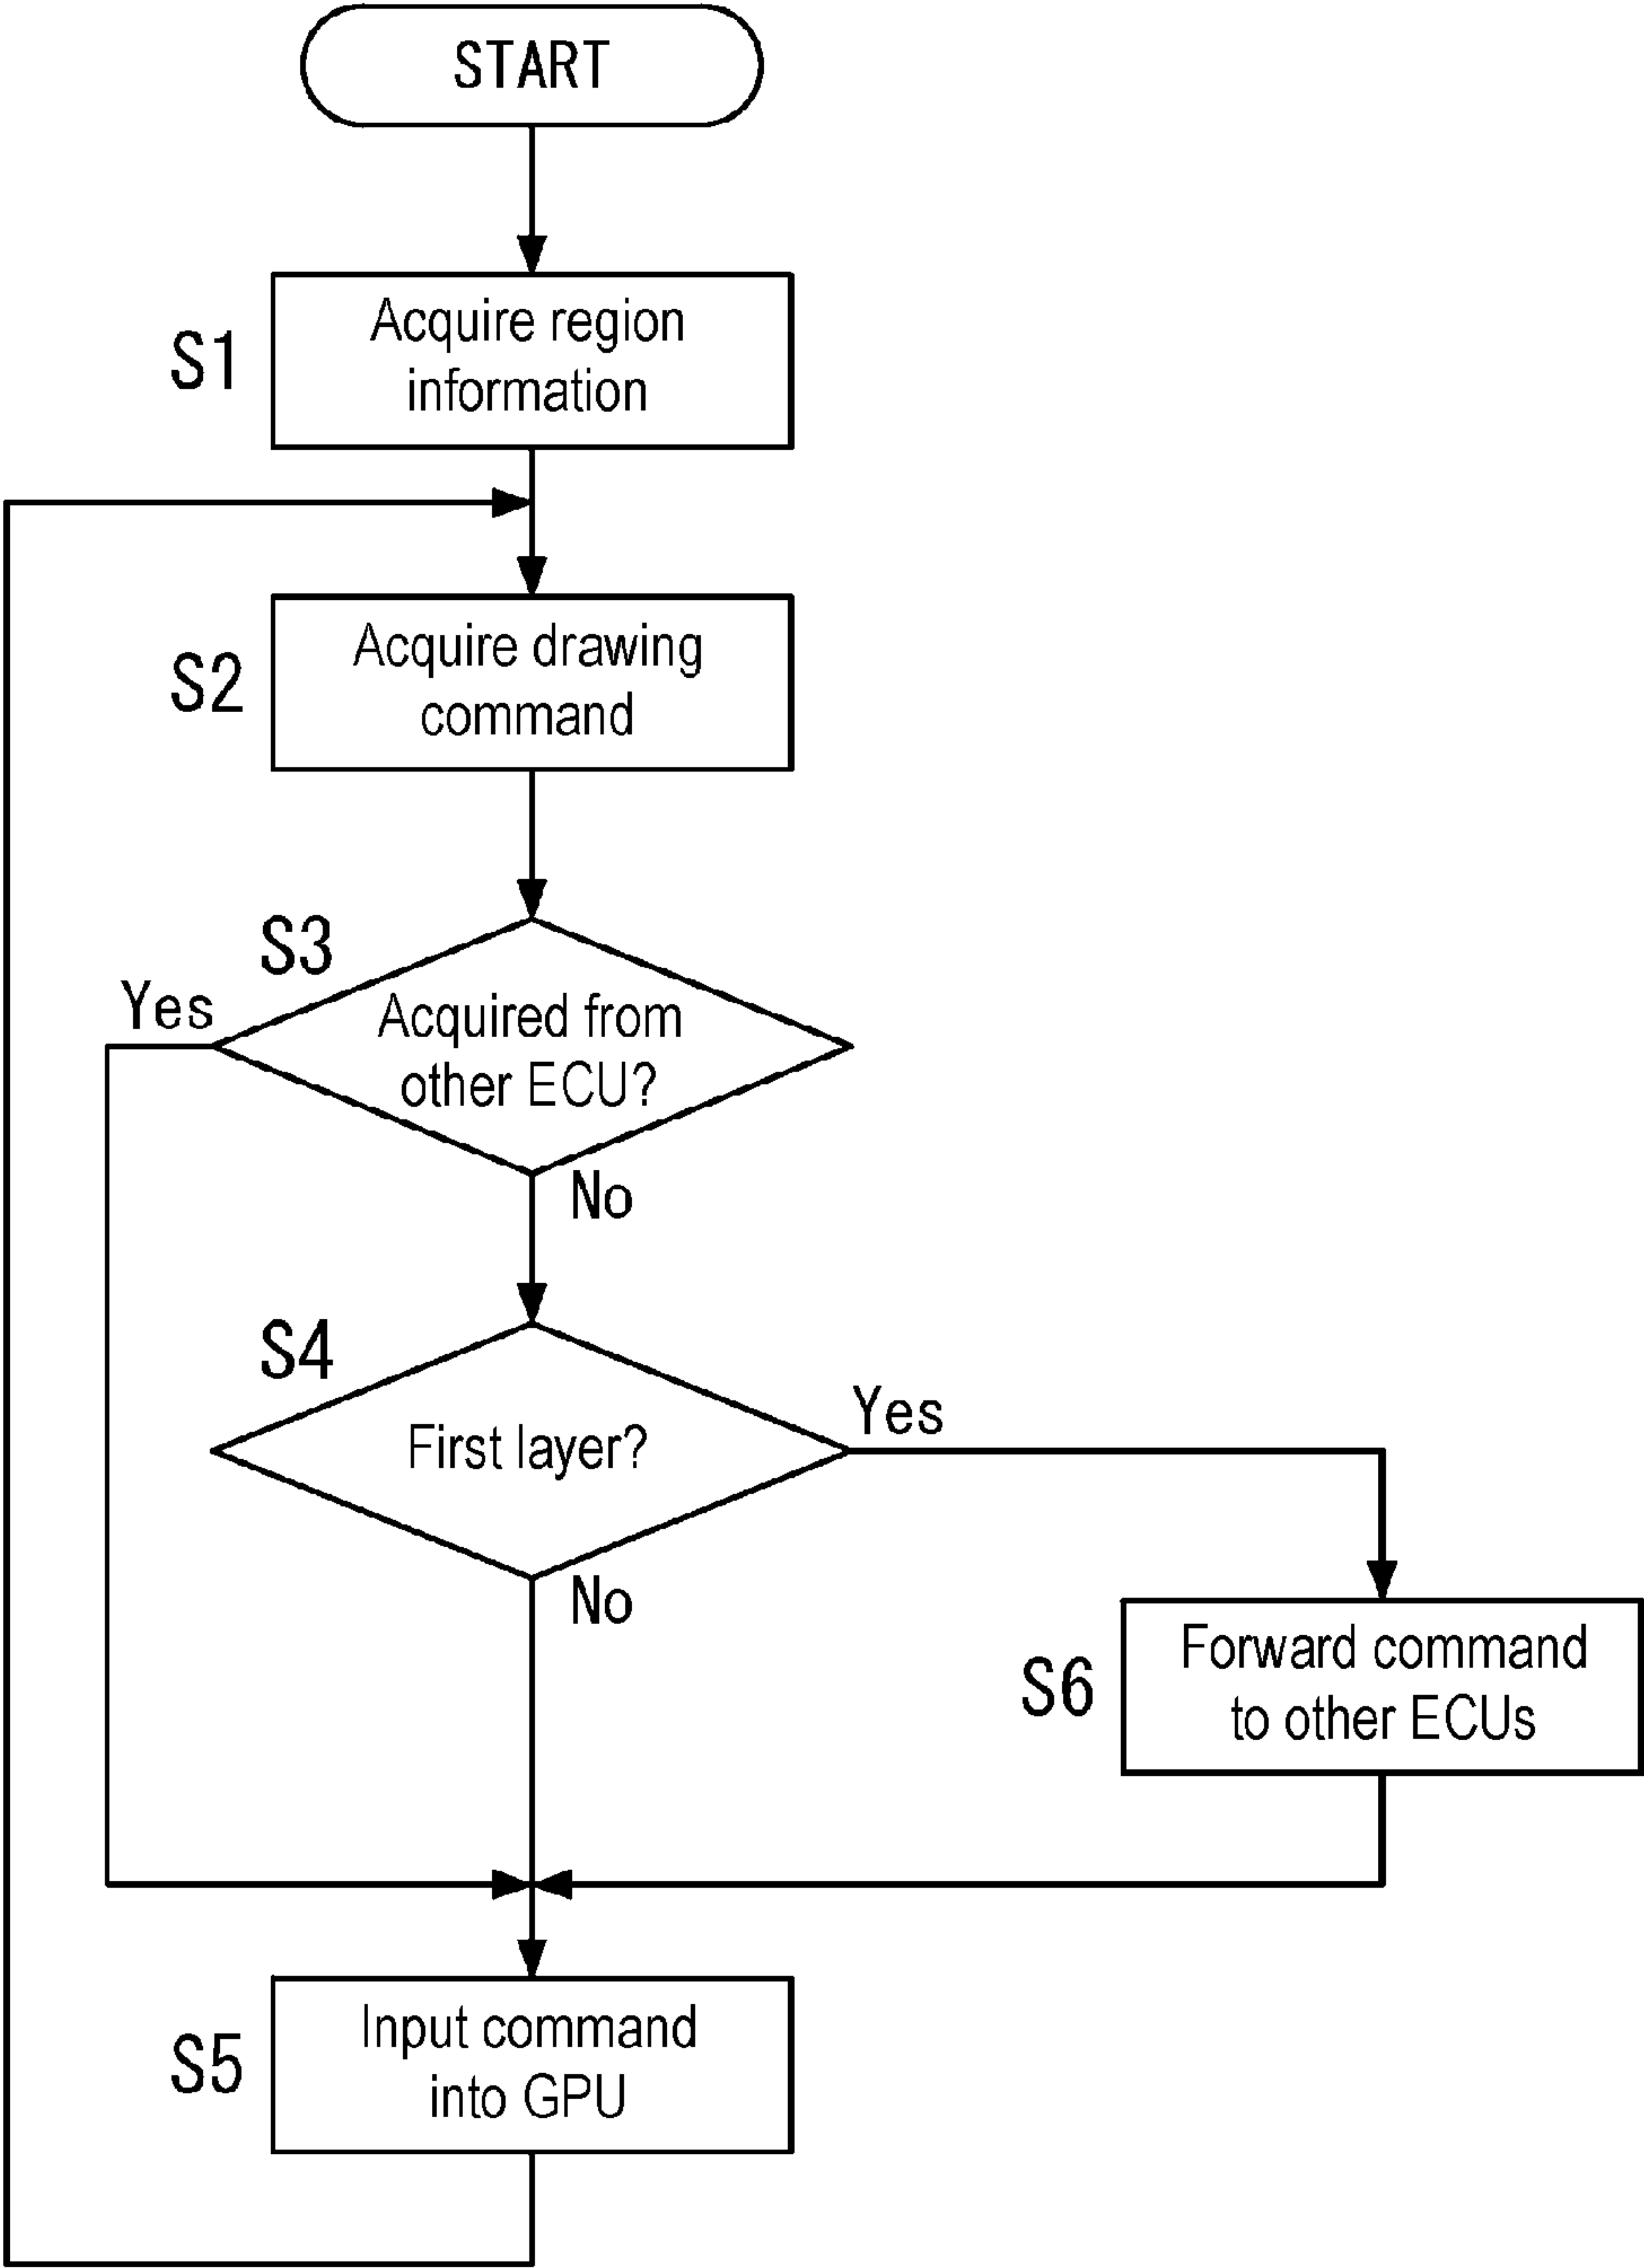 START
S1
Acquire region
information
S2
Acquire drawing
command
S3
Yes
Acquired from
other ECU?
No
S4
First layer?
Yes
No
S6
Forward command
to other ECUs
S5
Input command
into GPU